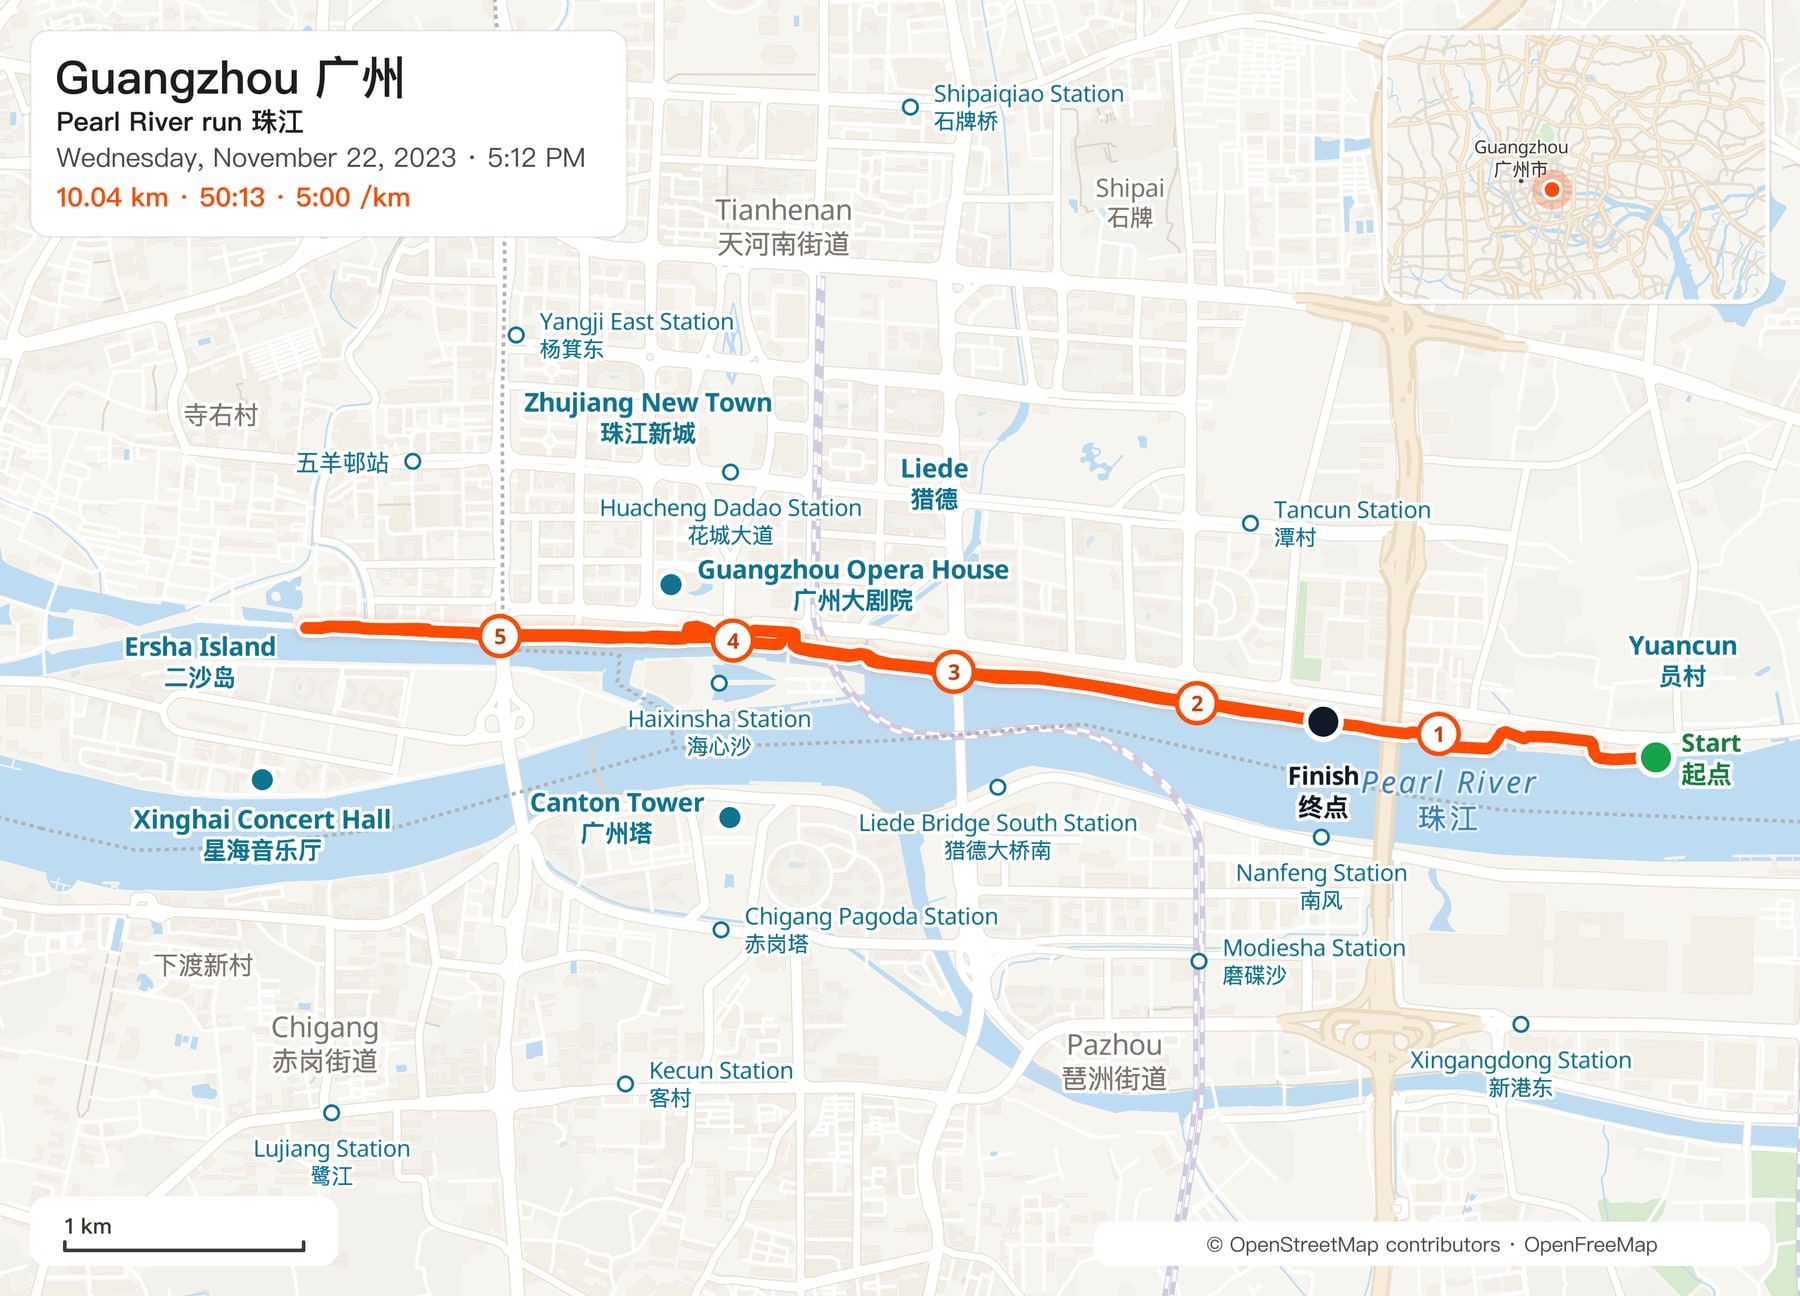 Guangzhou 广州
Pearl River run 珠江
Wednesday, November 22, 2023 · 5:12 PM
10.04 km · 50:13 · 5:00 /km
Guangzhou
广州市
Shipaiqiao Station
石牌桥
Shipai
石牌
Tianhenan
天河南街道
Yangji East Station
杨箕东
Zhujiang New Town
珠江新城
寺右村
五羊邨站
Liede
猎德
Huacheng Dadao Station
花城大道
Tancun Station
潭村
Guangzhou Opera House
广州大剧院
Ersha Island
二沙岛
5
4
3
2
1
Yuancun
员村
Start
起点
Haixinsha Station
海心沙
Finish
终点
Pearl River
珠江
Xinghai Concert Hall
星海音乐厅
Canton Tower
广州塔
Liede Bridge South Station
猎德大桥南
Nanfeng Station
南风
Chigang Pagoda Station
赤岗塔
Modiesha Station
磨碟沙
下渡新村
Chigang
赤岗街道
Pazhou
琶洲街道
Xingangdong Station
新港东
Kecun Station
客村
Lujiang Station
鹭江
1 km
© OpenStreetMap contributors · OpenFreeMap